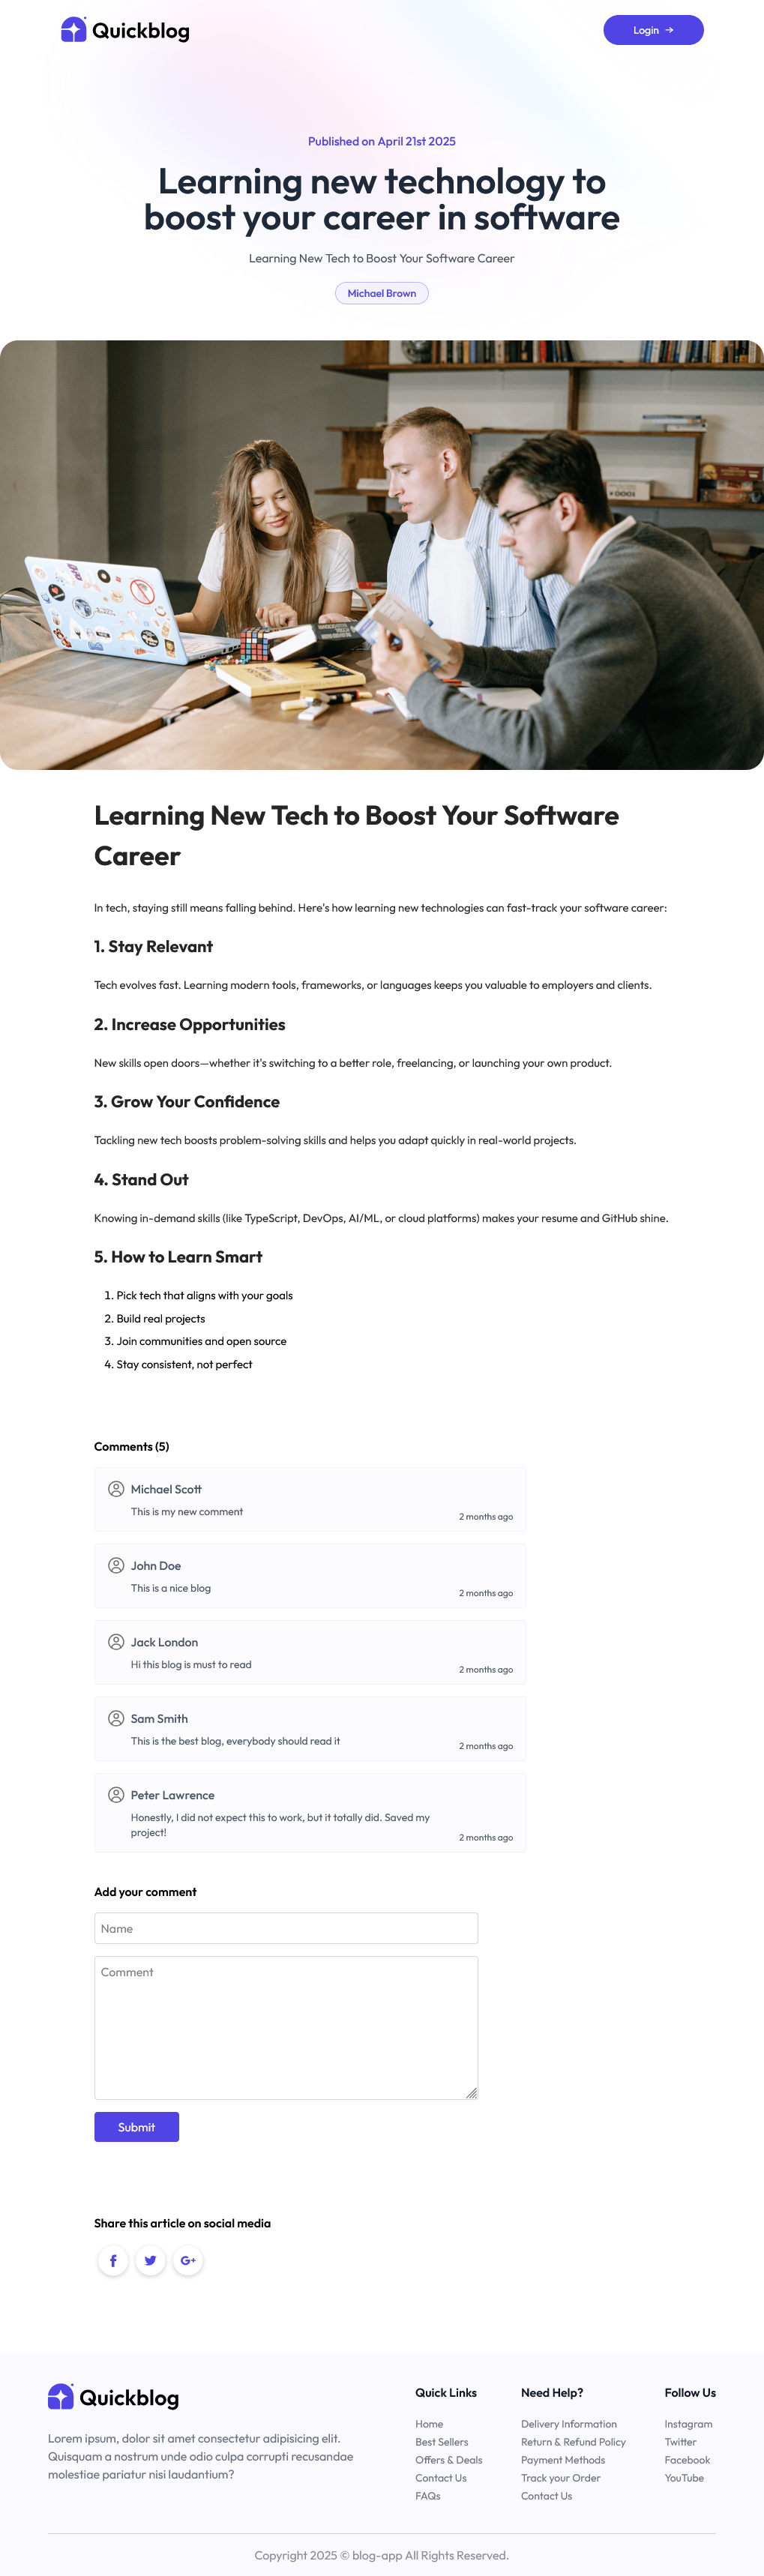 Quickblog
Login →
Published on April 21st 2025
Learning new technology to
boost your career in software
Learning New Tech to Boost Your Software Career
Michael Brown
Learning New Tech to Boost Your Software
Career
In tech, staying still means falling behind. Here's how learning new technologies can fast-track your software career:
1. Stay Relevant
Tech evolves fast. Learning modern tools, frameworks, or languages keeps you valuable to employers and clients.
2. Increase Opportunities
New skills open doors—whether it's switching to a better role, freelancing, or launching your own product.
3. Grow Your Confidence
Tackling new tech boosts problem-solving skills and helps you adapt quickly in real-world projects.
4. Stand Out
Knowing in-demand skills (like TypeScript, DevOps, AI/ML, or cloud platforms) makes your resume and GitHub shine.
5. How to Learn Smart
1. Pick tech that aligns with your goals
2. Build real projects
3. Join communities and open source
4. Stay consistent, not perfect
Comments (5)
Michael Scott
This is my new comment
2 months ago
John Doe
This is a nice blog
2 months ago
Jack London
Hi this blog is must to read
2 months ago
Sam Smith
This is the best blog, everybody should read it
2 months ago
Peter Lawrence
Honestly, I did not expect this to work, but it totally did. Saved my
project!
2 months ago
Add your comment
Name
Comment
Submit
Share this article on social media
f
G+
Quickblog
Lorem ipsum, dolor sit amet consectetur adipisicing elit.
Quisquam a nostrum unde odio culpa corrupti recusandae
molestiae pariatur nisi laudantium?
Quick Links
Home
Best Sellers
Offers & Deals
Contact Us
FAQs
Need Help?
Delivery Information
Return & Refund Policy
Payment Methods
Track your Order
Contact Us
Follow Us
Instagram
Twitter
Facebook
YouTube
Copyright 2025 © blog-app All Rights Reserved.